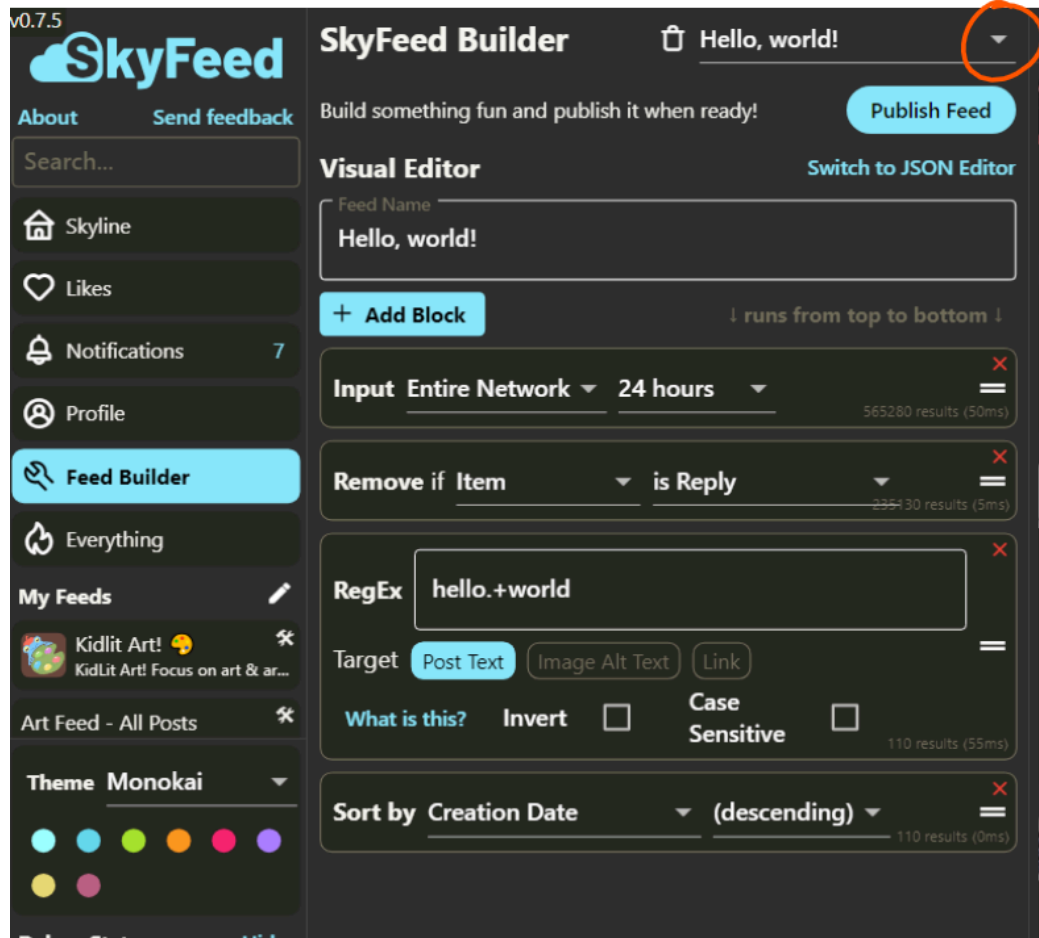 v0.7.5
SkyFeed
About Send feedback
Search...
Skyline
Likes
Notifications 7
Profile
Feed Builder
Everything
My Feeds
Kidlit Art! 🎨
KidLit Art! Focus on art & ar...
Art Feed - All Posts
Theme Monokai
SkyFeed Builder Hello, world!
Build something fun and publish it when ready! Publish Feed
Visual Editor Switch to JSON Editor
Feed Name
Hello, world!
+ Add Block ↓ runs from top to bottom ↓
Input Entire Network 24 hours
565280 results (50ms)
Remove if Item is Reply
235130 results (5ms)
RegEx hello.+world
Target Post Text Image Alt Text Link
What is this? Invert Case Sensitive
110 results (55ms)
Sort by Creation Date (descending)
110 results (0ms)